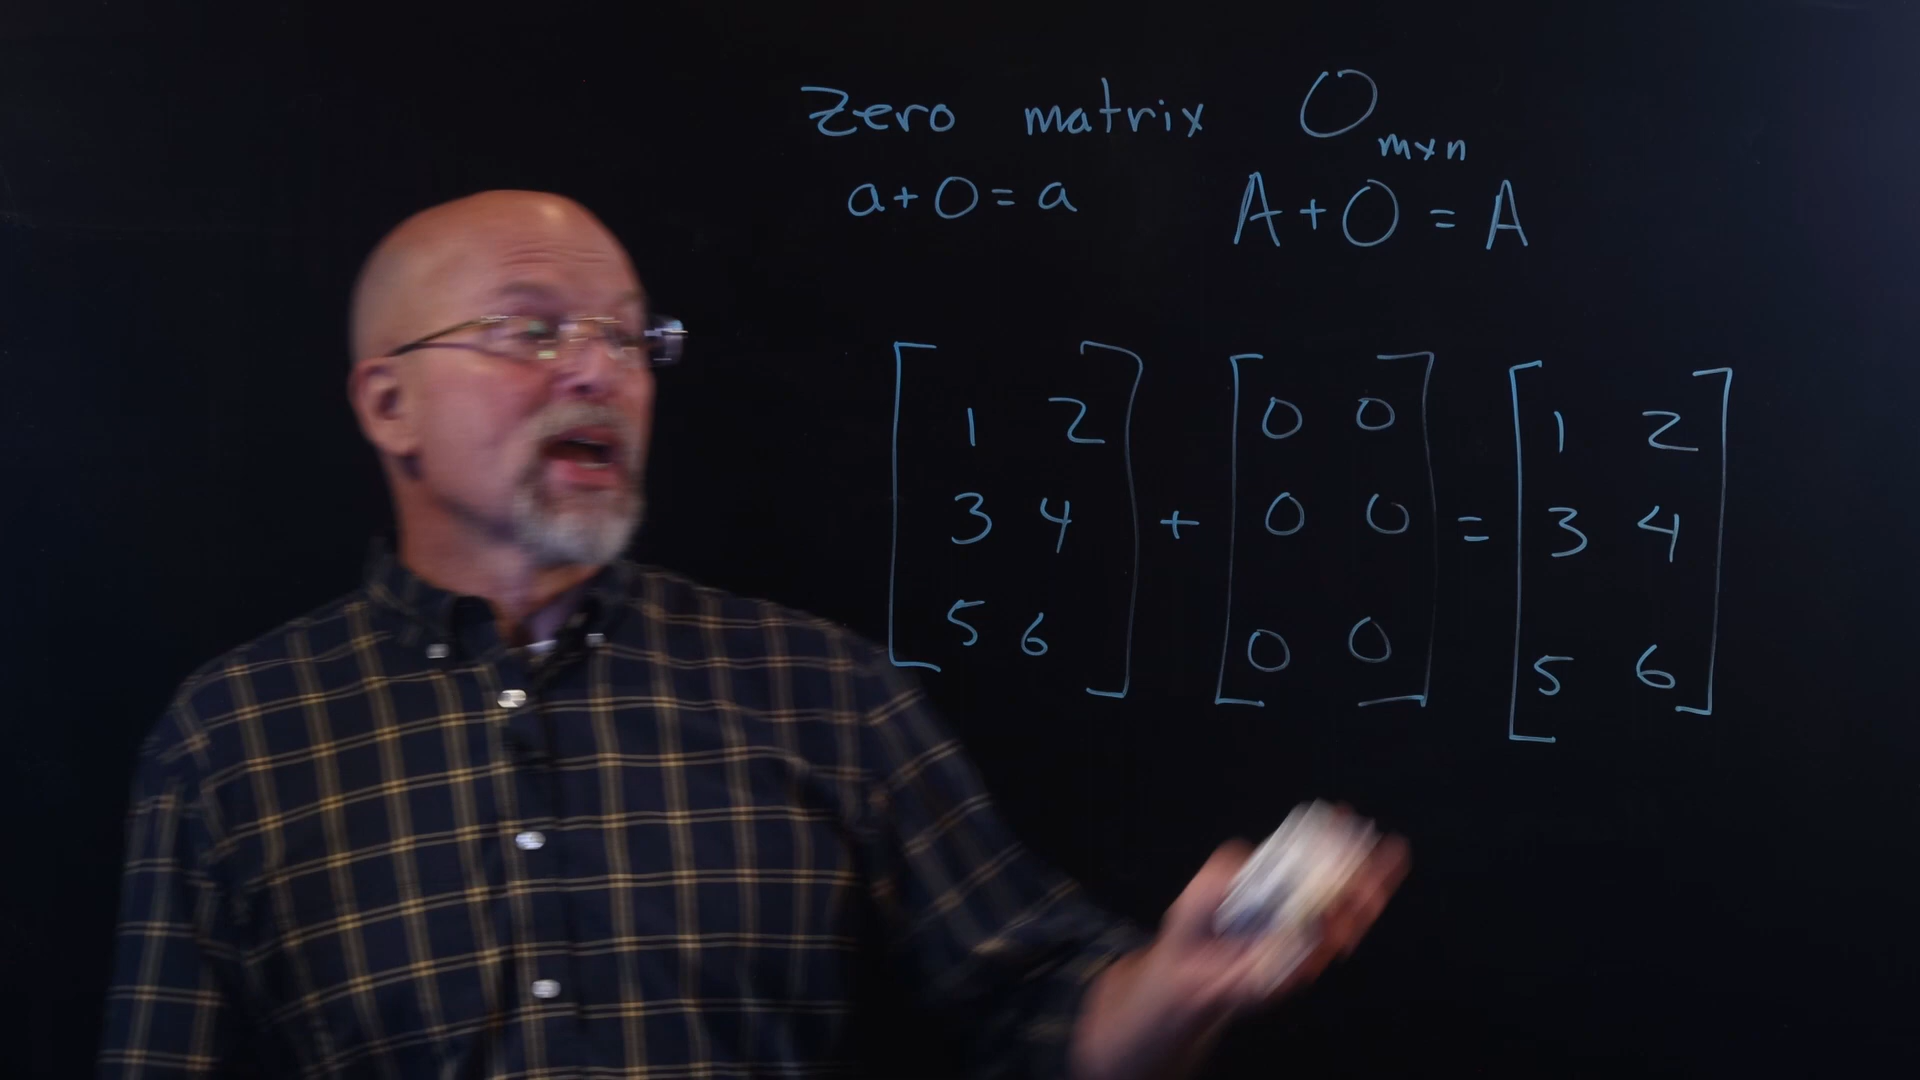 Zero matrix O m×n
a + 0 = a A + O = A
[ 1 2 ] [ 0 0 ] [ 1 2 ]
[ 3 4 ] + [ 0 0 ] = [ 3 4 ]
[ 5 6 ] [ 0 0 ] [ 5 6 ]